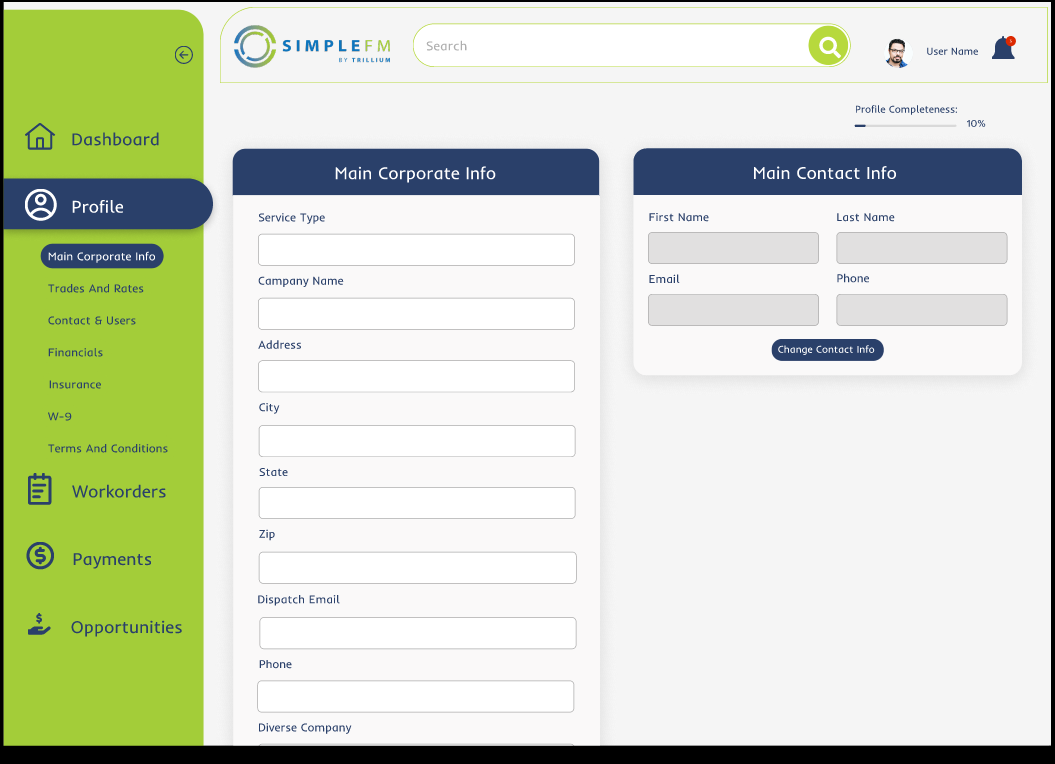 SIMPLEFM
BY TRILLIUM
Search
User Name
Profile Completeness:
10%
Dashboard
Profile
Main Corporate Info
Trades And Rates
Contact & Users
Financials
Insurance
W-9
Terms And Conditions
Workorders
Payments
Opportunities
Main Corporate Info
Service Type
Campany Name
Address
City
State
Zip
Dispatch Email
Phone
Diverse Company
Main Contact Info
First Name
Last Name
Email
Phone
Change Contact Info